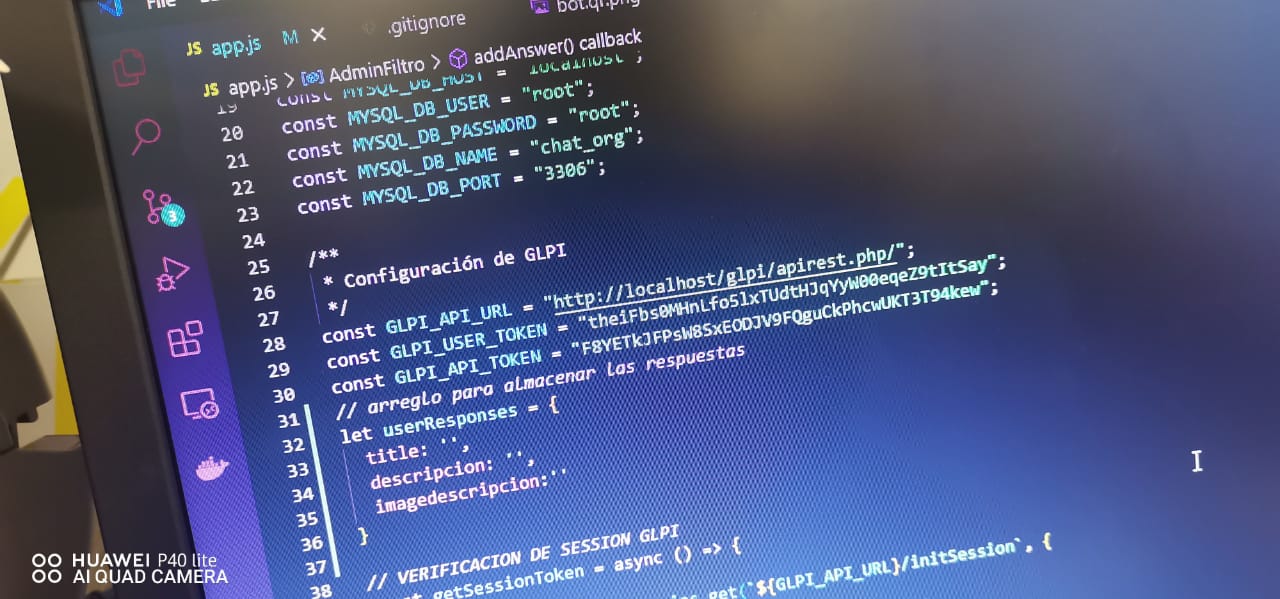 File
JS app.js M ×
.gitignore
bot.qr.png
JS app.js > AdminFiltro > addAnswer() callback
19 const MYSQL_DB_HOST = "localhost";
20 const MYSQL_DB_USER = "root";
21 const MYSQL_DB_PASSWORD = "root";
22 const MYSQL_DB_NAME = "chat_org";
23 const MYSQL_DB_PORT = "3306";
24
25 /**
26 * Configuración de GLPI
27 */
28 const GLPI_API_URL = "http://localhost/glpi/apirest.php/";
29 const GLPI_USER_TOKEN = "theiFbs0MHnLfo5lxTUdtHJqYyW00eqeZ9tItSay";
30 const GLPI_API_TOKEN = "F8YETkJFPsW8SxEODJV9FQguCkPhcwUKT3T94kew";
31 // arreglo para almacenar las respuestas
32 let userResponses = {
33 title: '',
34 descripcion: '',
35 imagedescripcion:''
36 }
37
38 // VERIFICACION DE SESSION GLPI
getSessionToken = async () => {
get(`${GLPI_API_URL}/initSession`, {
3
HUAWEI P40 lite
AI QUAD CAMERA